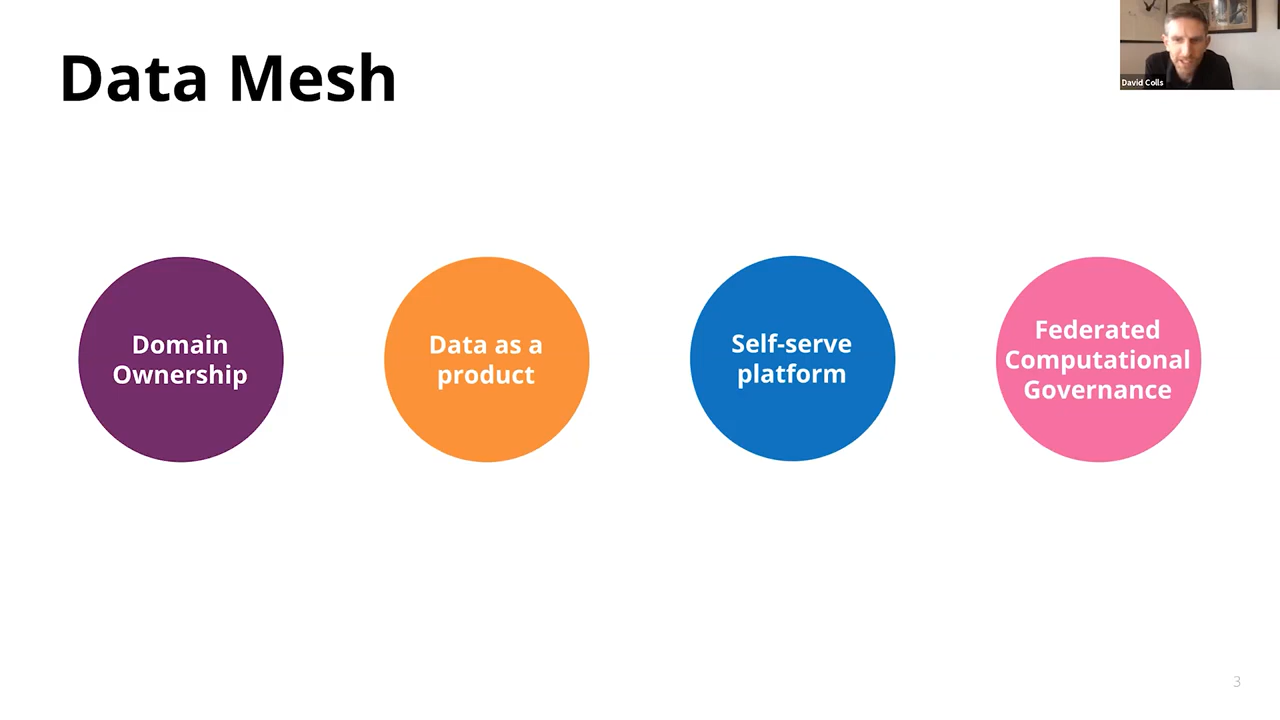 Data Mesh
David Colls
Domain
Ownership
Data as a
product
Self-serve
platform
Federated
Computational
Governance
3